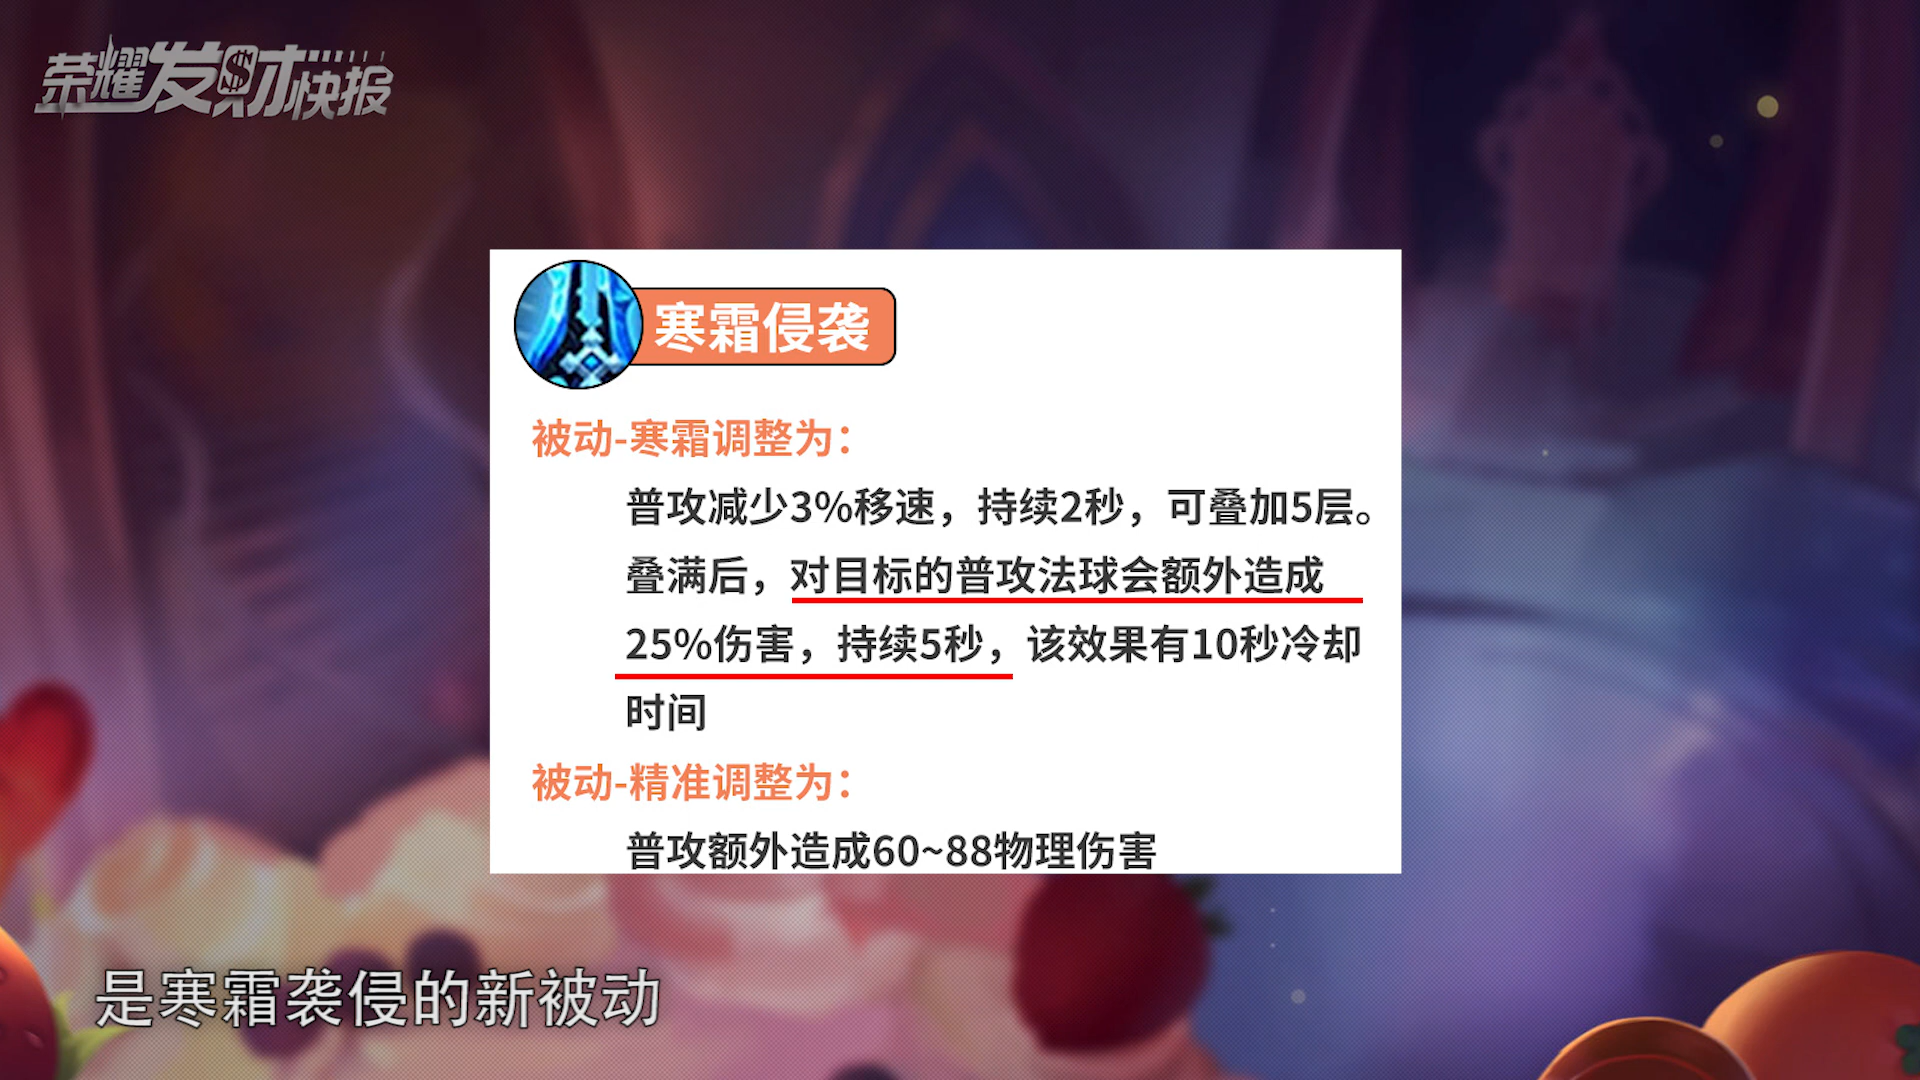 荣耀发财快报
寒霜侵袭
被动-寒霜调整为：
普攻减少3%移速，持续2秒，可叠加5层。
叠满后，对目标的普攻法球会额外造成
25%伤害，持续5秒，该效果有10秒冷却
时间
被动-精准调整为：
普攻额外造成60~88物理伤害
是寒霜袭侵的新被动